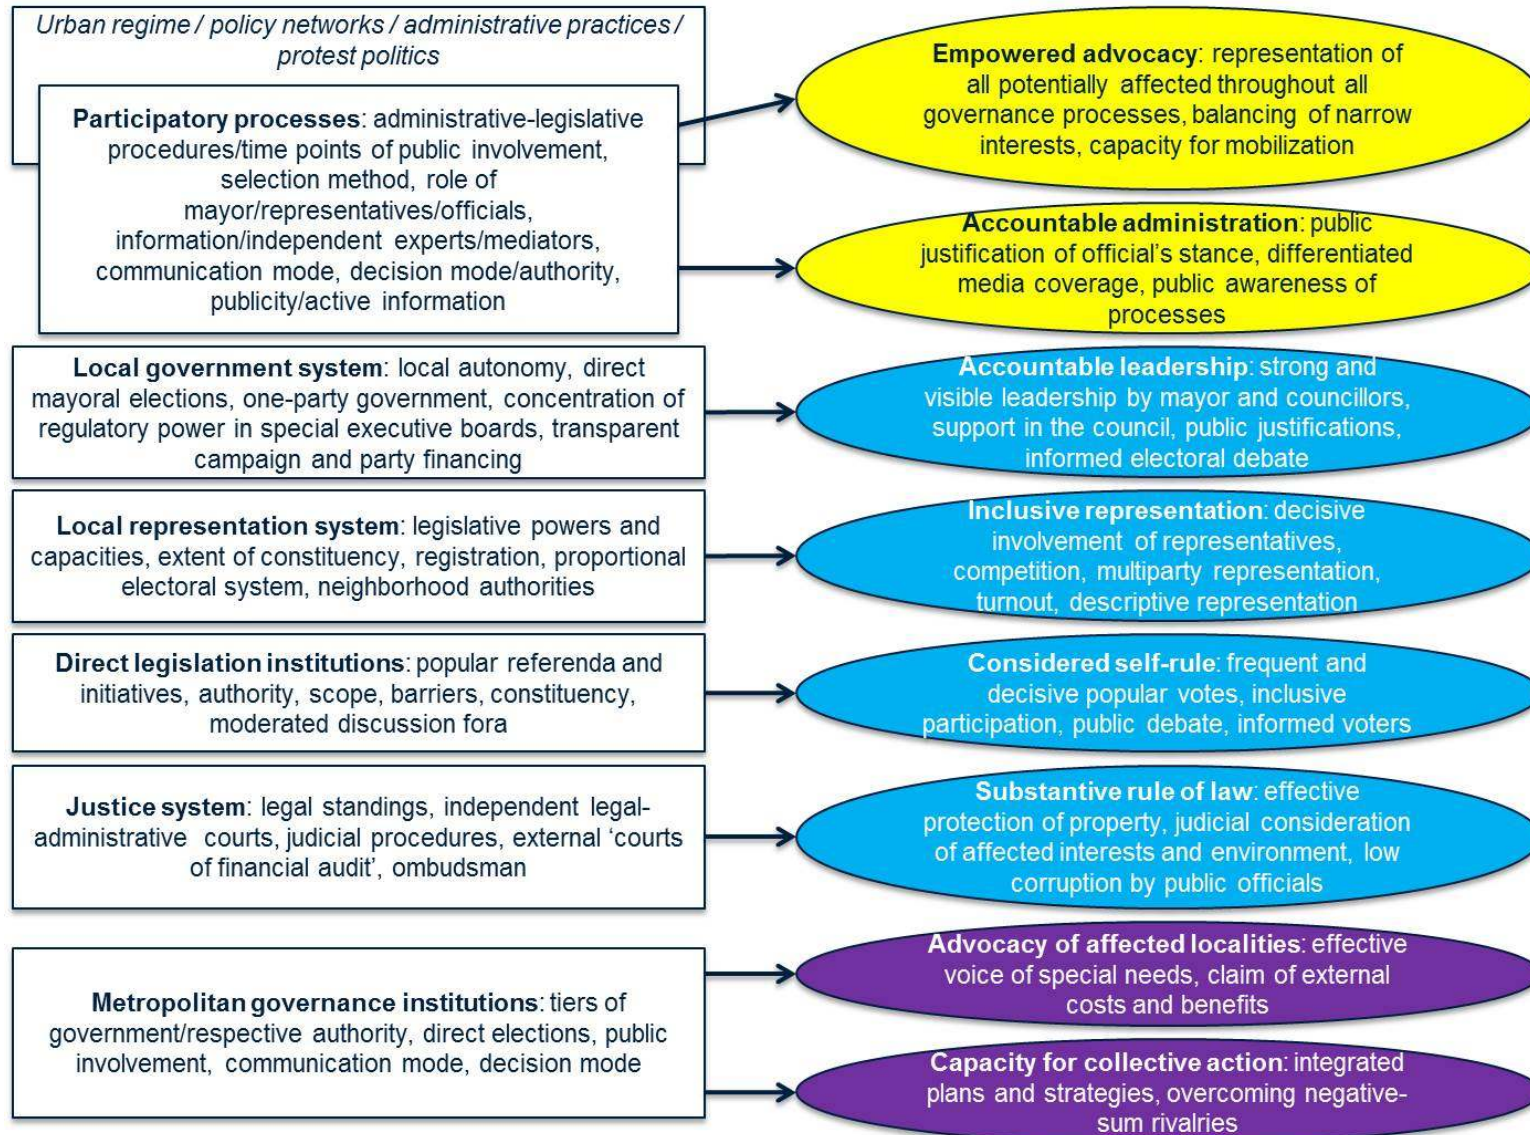 Urban regime / policy networks / administrative practices /
protest politics
Participatory processes: administrative-legislative
procedures/time points of public involvement,
selection method, role of
mayor/representatives/officials,
information/independent experts/mediators,
communication mode, decision mode/authority,
publicity/active information
Empowered advocacy: representation of
all potentially affected throughout all
governance processes, balancing of narrow
interests, capacity for mobilization
Accountable administration: public
justification of official’s stance, differentiated
media coverage, public awareness of
processes
Local government system: local autonomy, direct
mayoral elections, one-party government, concentration of
regulatory power in special executive boards, transparent
campaign and party financing
Accountable leadership: strong and
visible leadership by mayor and councillors,
support in the council, public justifications,
informed electoral debate
Local representation system: legislative powers and
capacities, extent of constituency, registration, proportional
electoral system, neighborhood authorities
Inclusive representation: decisive
involvement of representatives,
competition, multiparty representation,
turnout, descriptive representation
Direct legislation institutions: popular referenda and
initiatives, authority, scope, barriers, constituency,
moderated discussion fora
Considered self-rule: frequent and
decisive popular votes, inclusive
participation, public debate, informed voters
Justice system: legal standings, independent legal-
administrative courts, judicial procedures, external ‘courts
of financial audit’, ombudsman
Substantive rule of law: effective
protection of property, judicial consideration
of affected interests and environment, low
corruption by public officials
Metropolitan governance institutions: tiers of
government/respective authority, direct elections, public
involvement, communication mode, decision mode
Advocacy of affected localities: effective
voice of special needs, claim of external
costs and benefits
Capacity for collective action: integrated
plans and strategies, overcoming negative-
sum rivalries